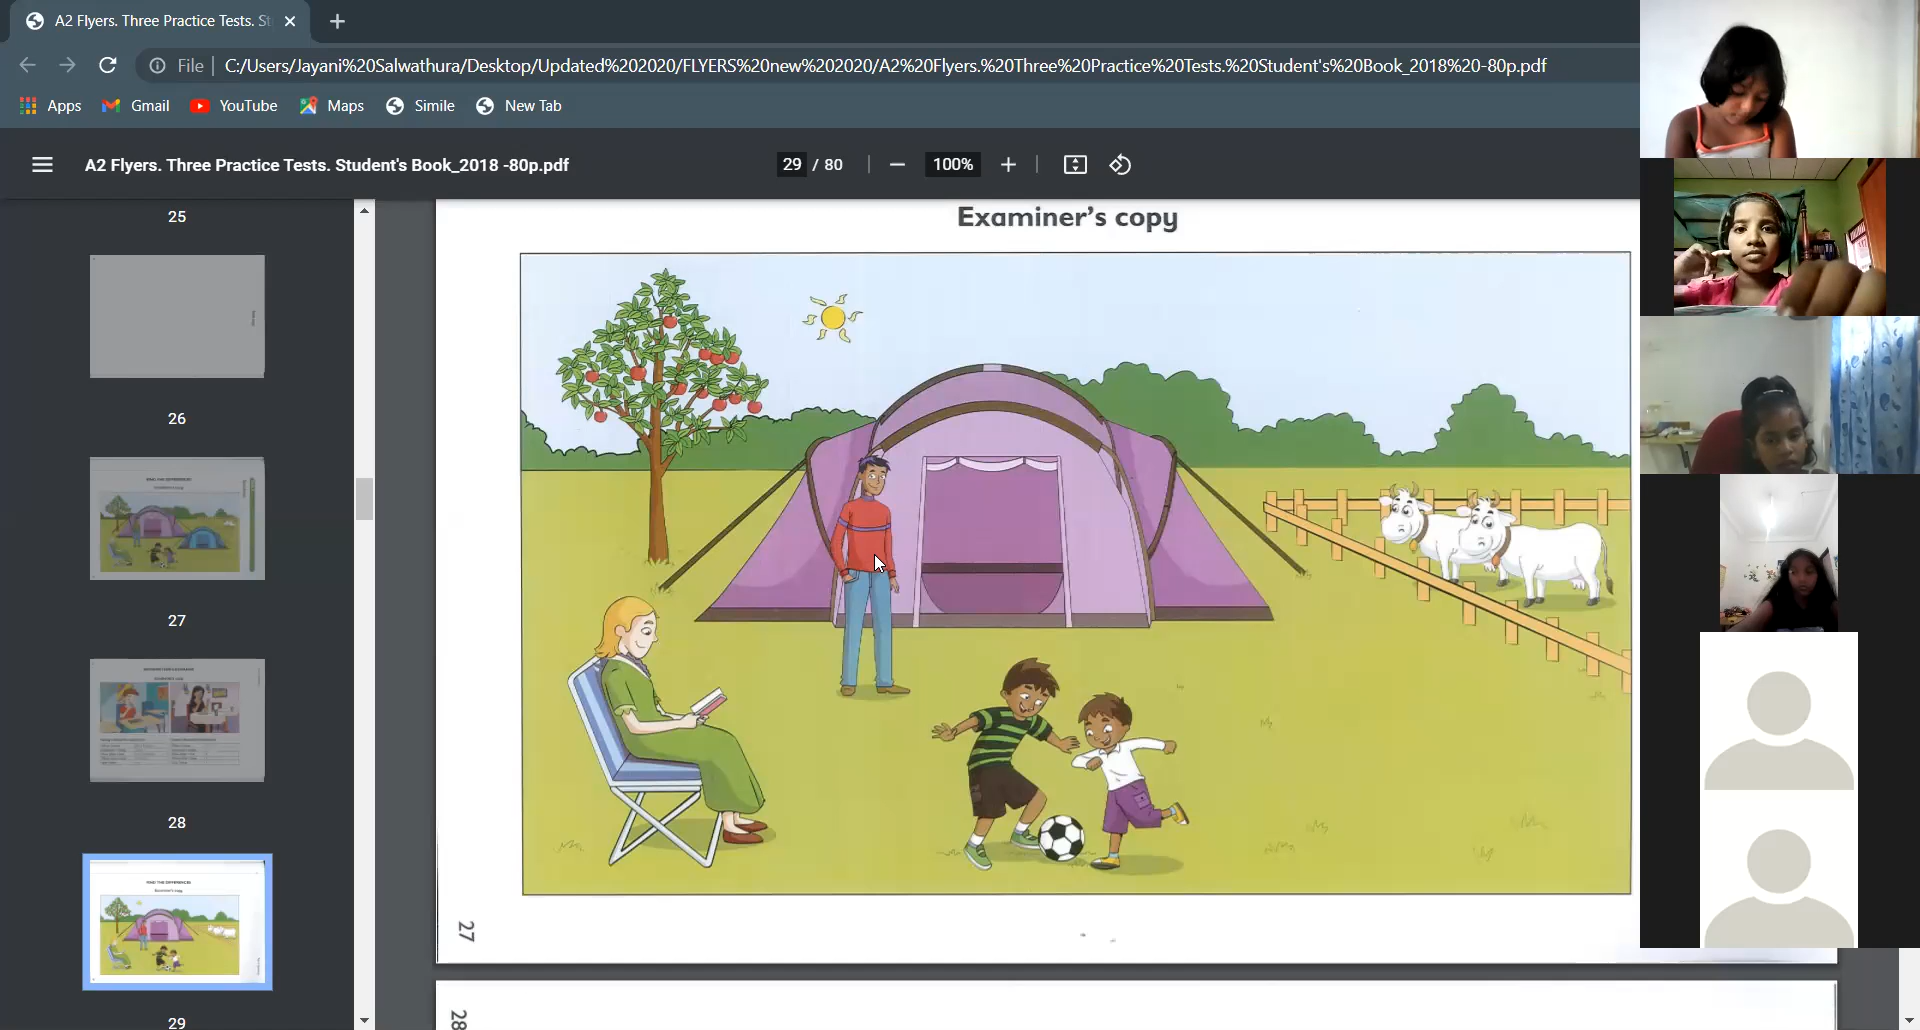 A2 Flyers. Three Practice Tests. St
File
C:/Users/Jayani%20Salwathura/Desktop/Updated%202020/FLYERS%20new%202020/A2%20Flyers.%20Three%20Practice%20Tests.%20Student's%20Book_2018%20-80p.pdf
Apps Gmail YouTube Maps Simile New Tab
A2 Flyers. Three Practice Tests. Student's Book_2018 -80p.pdf
29 / 80
100%
25
26
27
28
29
Examiner's copy
27
28